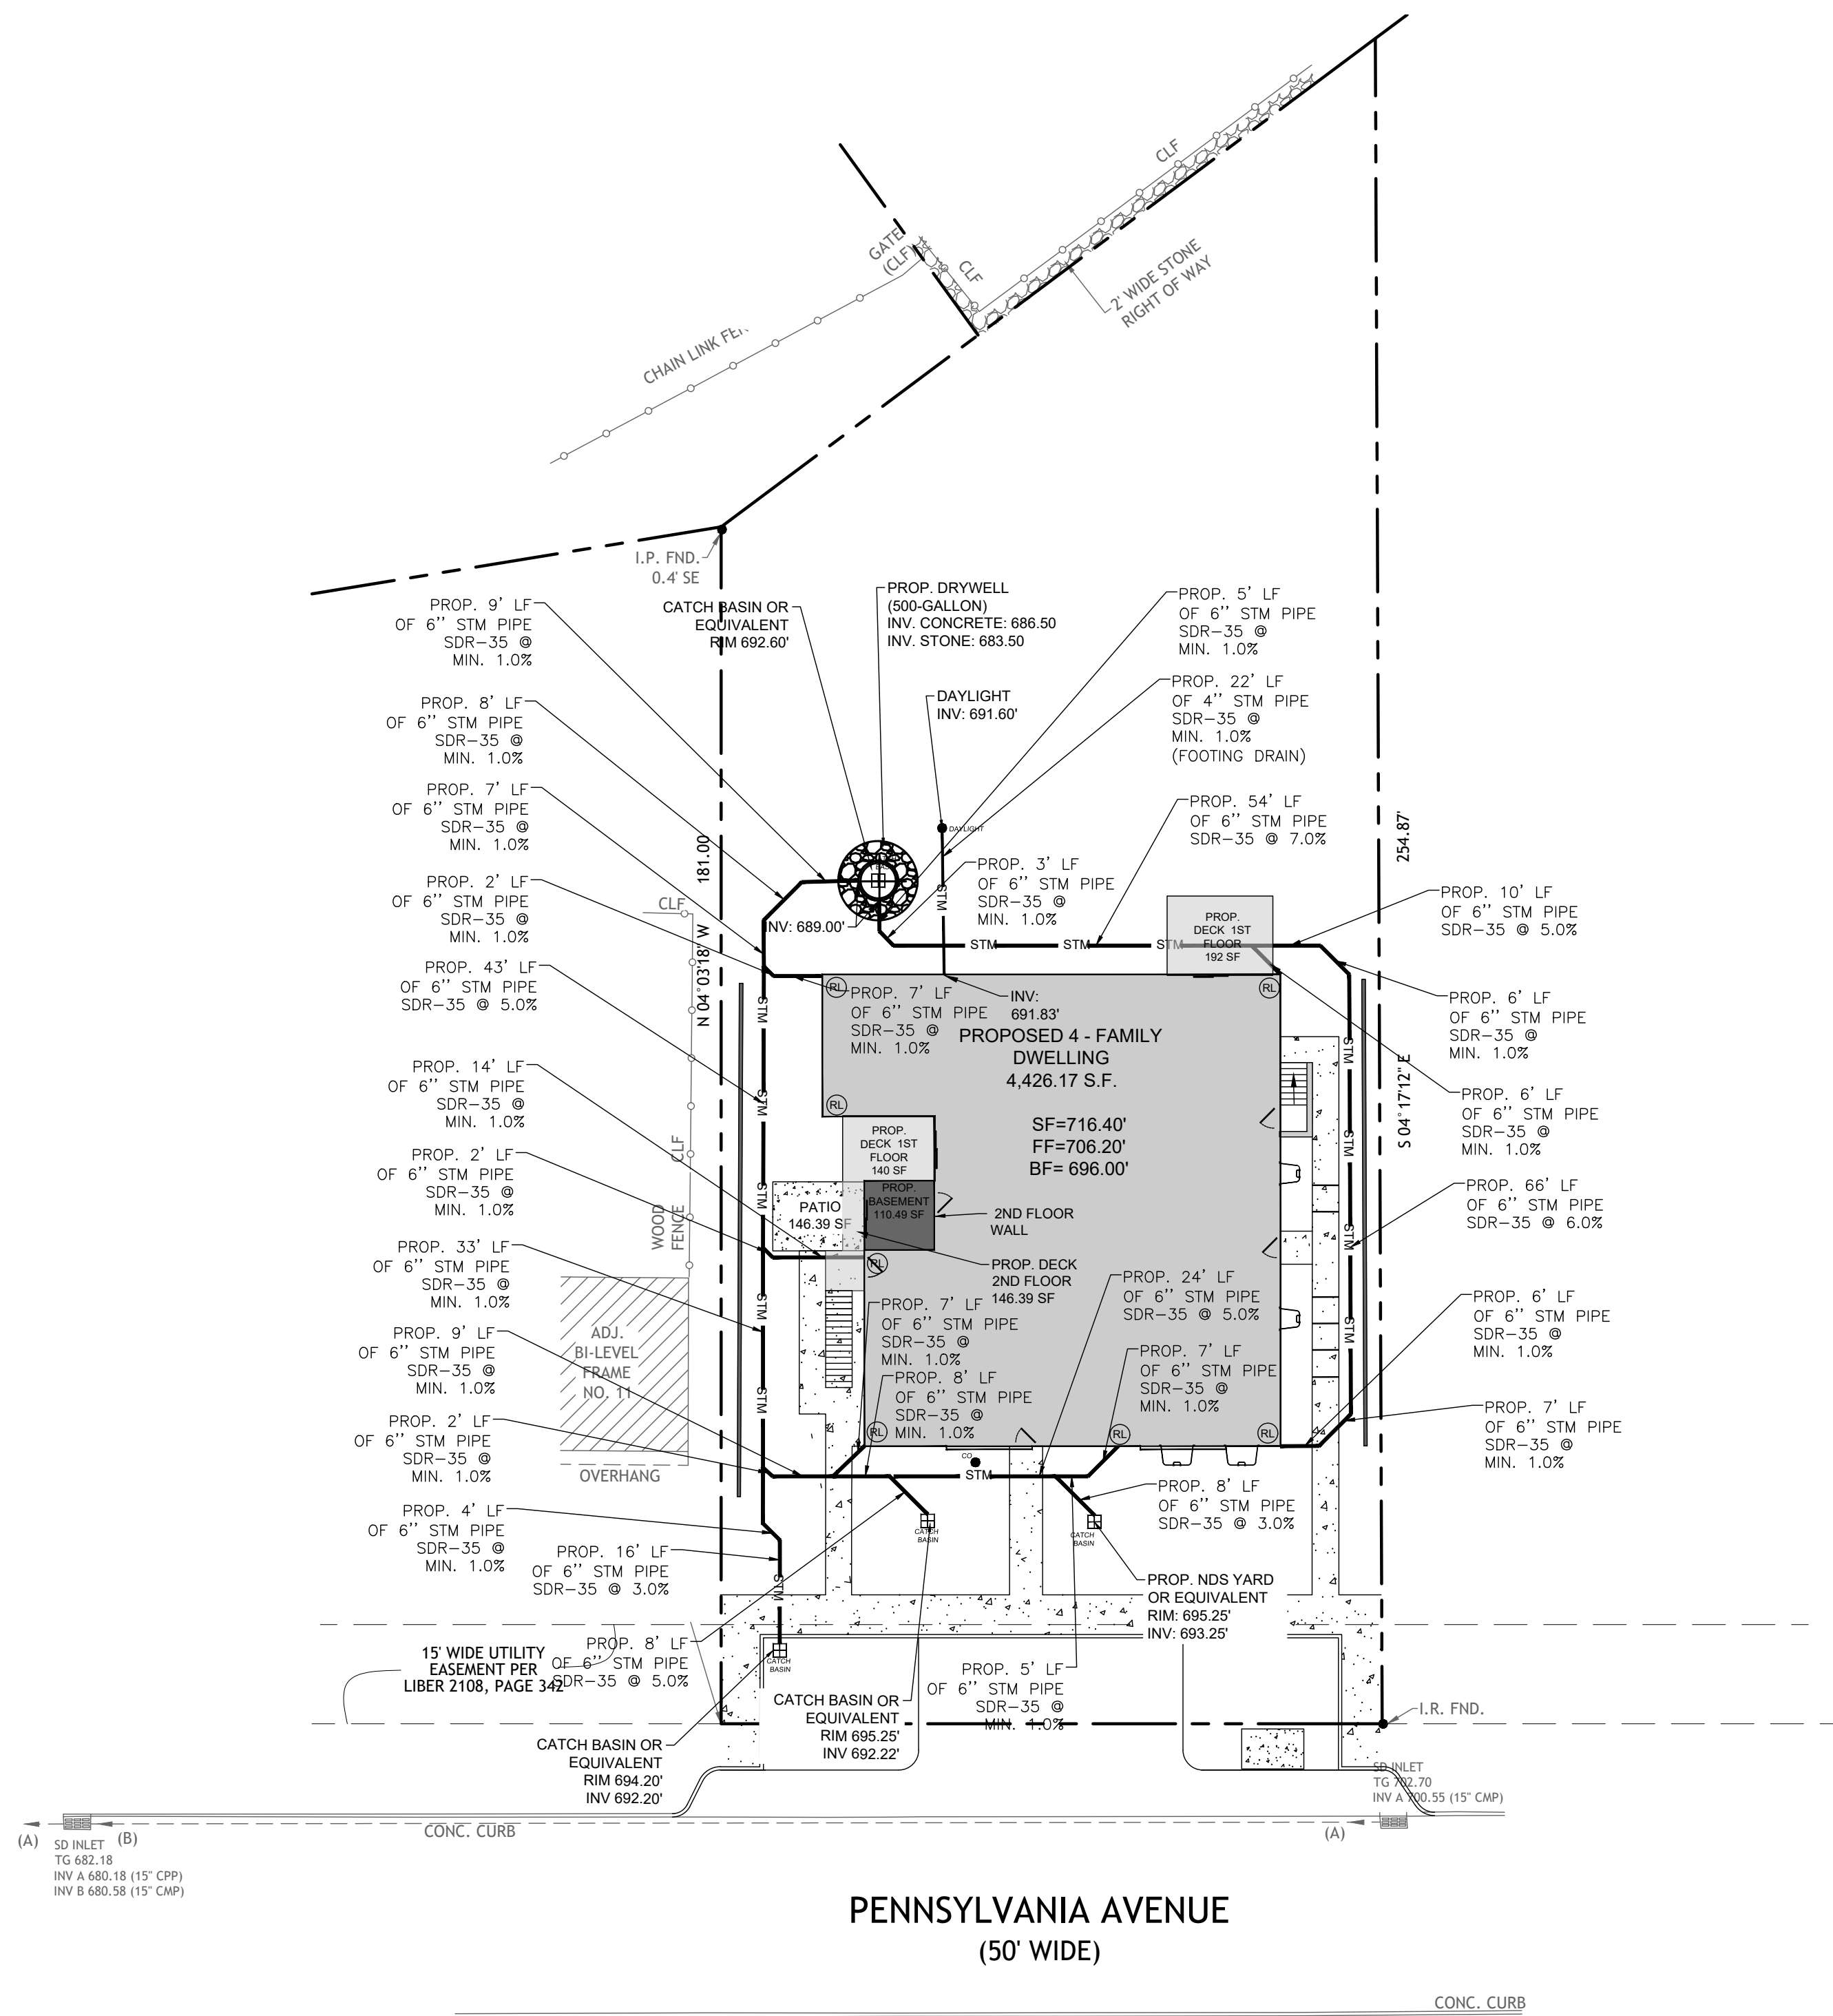 CLF
GATE
(CLF)
CLF
2' WIDE STONE
RIGHT OF WAY
I.P. FND.
0.4' SE
PROP. 9' LF
OF 6'' STM PIPE
SDR-35 @
MIN. 1.0%
CATCH BASIN OR
EQUIVALENT
RIM 692.60'
PROP. DRYWELL
(500-GALLON)
INV. CONCRETE: 686.50
INV. STONE: 683.50
PROP. 5' LF
OF 6'' STM PIPE
SDR-35 @
MIN. 1.0%
DAYLIGHT
INV: 691.60'
PROP. 22' LF
OF 4'' STM PIPE
SDR-35 @
MIN. 1.0%
(FOOTING DRAIN)
PROP. 8' LF
OF 6'' STM PIPE
SDR-35 @
MIN. 1.0%
PROP. 7' LF
OF 6'' STM PIPE
SDR-35 @
MIN. 1.0%
181.00
N 04°03'18" W
DAYLIGHT
PROP. 54' LF
OF 6'' STM PIPE
SDR-35 @ 7.0%
254.87'
S 04°17'12" E
PROP. 2' LF
OF 6'' STM PIPE
SDR-35 @
MIN. 1.0%
CLF
INV: 689.00'
STM
PROP. 3' LF
OF 6'' STM PIPE
SDR-35 @
MIN. 1.0%
STM STM STM
PROP.
DECK 1ST
FLOOR
192 SF
PROP. 10' LF
OF 6'' STM PIPE
SDR-35 @ 5.0%
PROP. 43' LF
OF 6'' STM PIPE
SDR-35 @ 5.0%
STM
RL
PROP. 7' LF
OF 6'' STM PIPE
SDR-35 @
MIN. 1.0%
INV:
691.83'
RL
PROP. 6' LF
OF 6'' STM PIPE
SDR-35 @
MIN. 1.0%
PROPOSED 4 - FAMILY
DWELLING
4,426.17 S.F.
SF=716.40'
FF=706.20'
BF= 696.00'
STM
PROP. 14' LF
OF 6'' STM PIPE
SDR-35 @
MIN. 1.0%
STM
RL
PROP. 6' LF
OF 6'' STM PIPE
SDR-35 @
MIN. 1.0%
STM
PROP. 2' LF
OF 6'' STM PIPE
SDR-35 @
MIN. 1.0%
CLF
WOOD
FENCE
STM
PROP.
DECK 1ST
FLOOR
140 SF
PROP.
BASEMENT
110.49 SF
PATIO
146.39 SF
2ND FLOOR
WALL
PROP. 66' LF
OF 6'' STM PIPE
SDR-35 @ 6.0%
STM
PROP. 33' LF
OF 6'' STM PIPE
SDR-35 @
MIN. 1.0%
STM
RL
PROP. DECK
2ND FLOOR
146.39 SF
PROP. 24' LF
OF 6'' STM PIPE
SDR-35 @ 5.0%
STM
PROP. 6' LF
OF 6'' STM PIPE
SDR-35 @
MIN. 1.0%
PROP. 9' LF
OF 6'' STM PIPE
SDR-35 @
MIN. 1.0%
ADJ.
BI-LEVEL
FRAME
NO. 11
STM
PROP. 7' LF
OF 6'' STM PIPE
SDR-35 @
MIN. 1.0%
PROP. 8' LF
OF 6'' STM PIPE
SDR-35 @
MIN. 1.0%
PROP. 7' LF
OF 6'' STM PIPE
SDR-35 @
MIN. 1.0%
RL
RL
RL
PROP. 7' LF
OF 6'' STM PIPE
SDR-35 @
MIN. 1.0%
PROP. 2' LF
OF 6'' STM PIPE
SDR-35 @
MIN. 1.0%
OVERHANG
CO
STM
PROP. 8' LF
OF 6'' STM PIPE
SDR-35 @ 3.0%
PROP. 4' LF
OF 6'' STM PIPE
SDR-35 @
MIN. 1.0%
CATCH
BASIN
CATCH
BASIN
PROP. 16' LF
OF 6'' STM PIPE
SDR-35 @ 3.0%
STM
PROP. NDS YARD
OR EQUIVALENT
RIM: 695.25'
INV: 693.25'
15' WIDE UTILITY
EASEMENT PER
LIBER 2108, PAGE 342
PROP. 8' LF
OF 6'' STM PIPE
SDR-35 @ 5.0%
CATCH
BASIN
PROP. 5' LF
OF 6'' STM PIPE
SDR-35 @
MIN. 1.0%
CATCH BASIN OR
EQUIVALENT
RIM 695.25'
INV 692.22'
I.R. FND.
CATCH BASIN OR
EQUIVALENT
RIM 694.20'
INV 692.20'
SD INLET
TG 702.70
INV A 700.55 (15" CMP)
(A)
(B)
CONC. CURB
(A)
SD INLET
TG 682.18
INV A 680.18 (15" CPP)
INV B 680.58 (15" CMP)
PENNSYLVANIA AVENUE
(50' WIDE)
CONC. CURB